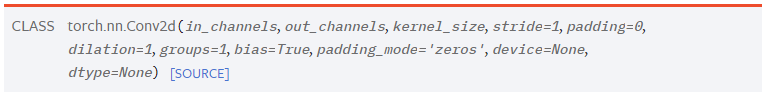 CLASS torch.nn.Conv2d(in_channels, out_channels, kernel_size, stride=1, padding=0,
dilation=1, groups=1, bias=True, padding_mode='zeros', device=None,
dtype=None) [SOURCE]